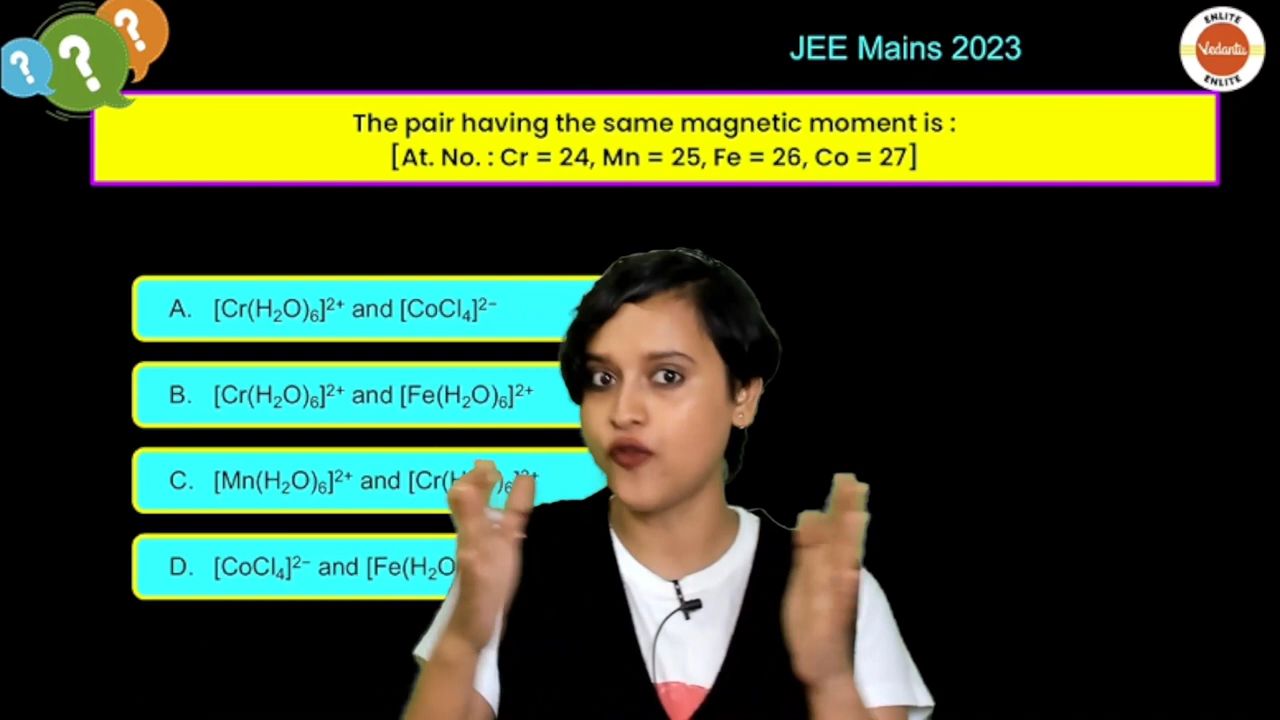 JEE Mains 2023
ENLITE
Vedantu
ENLITE
The pair having the same magnetic moment is :
[At. No. : Cr = 24, Mn = 25, Fe = 26, Co = 27]
A. [Cr(H₂O)₆]²⁺ and [CoCl₄]²⁻
B. [Cr(H₂O)₆]²⁺ and [Fe(H₂O)₆]²⁺
C. [Mn(H₂O)₆]²⁺ and
D. [CoCl₄]²⁻ and [Fe(H₂O